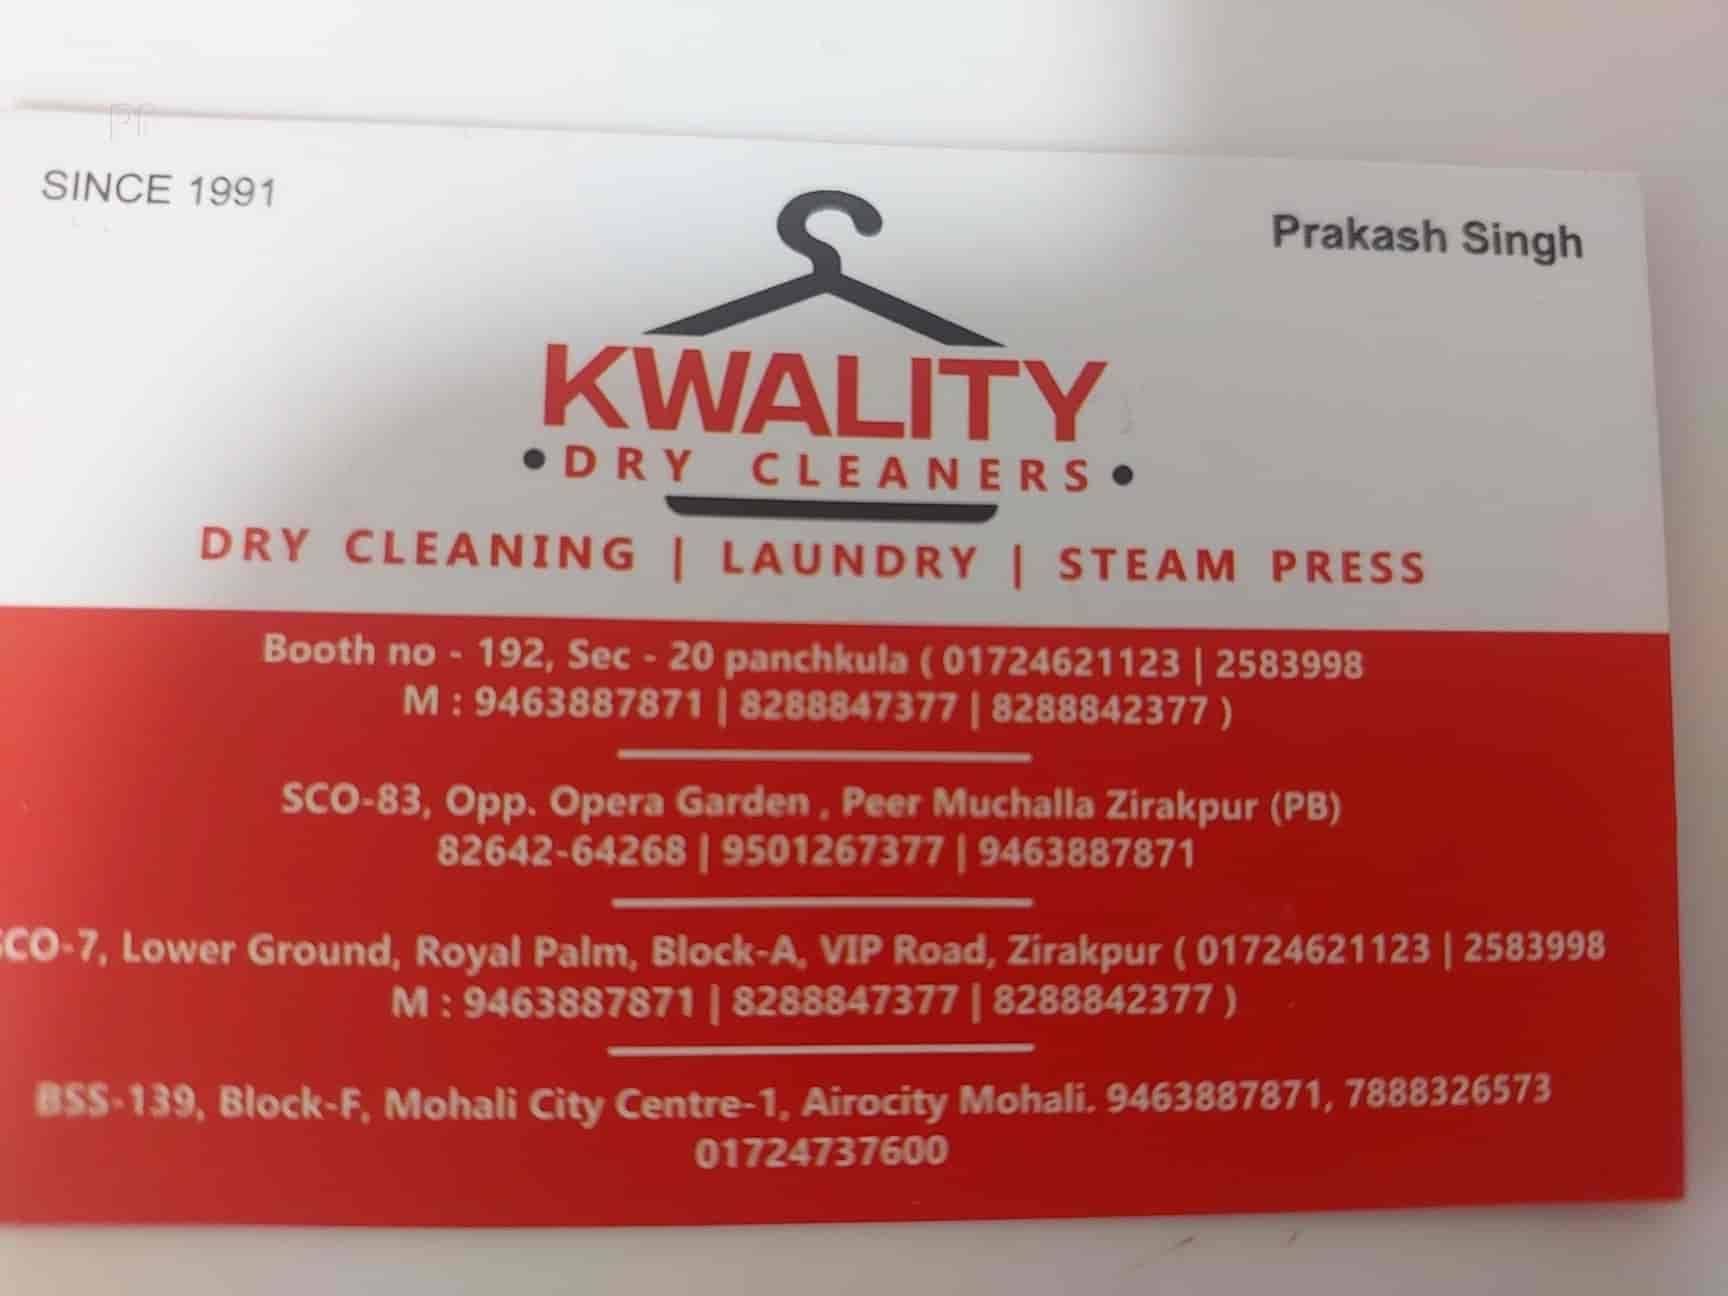 SINCE 1991
Prakash Singh
KWALITY
•DRY CLEANERS•
DRY CLEANING | LAUNDRY | STEAM PRESS
Booth no - 192, Sec - 20 panchkula ( 01724621123 | 2583998
M : 9463887871 | 8288847377 | 8288842377 )
SCO-83, Opp. Opera Garden , Peer Muchalla Zirakpur (PB)
82642-64268 | 9501267377 | 9463887871
SCO-7, Lower Ground, Royal Palm, Block-A, VIP Road, Zirakpur ( 01724621123 | 2583998
M : 9463887871 | 8288847377 | 8288842377 )
BSS-139, Block-F, Mohali City Centre-1, Airocity Mohali. 9463887871, 7888326573
01724737600